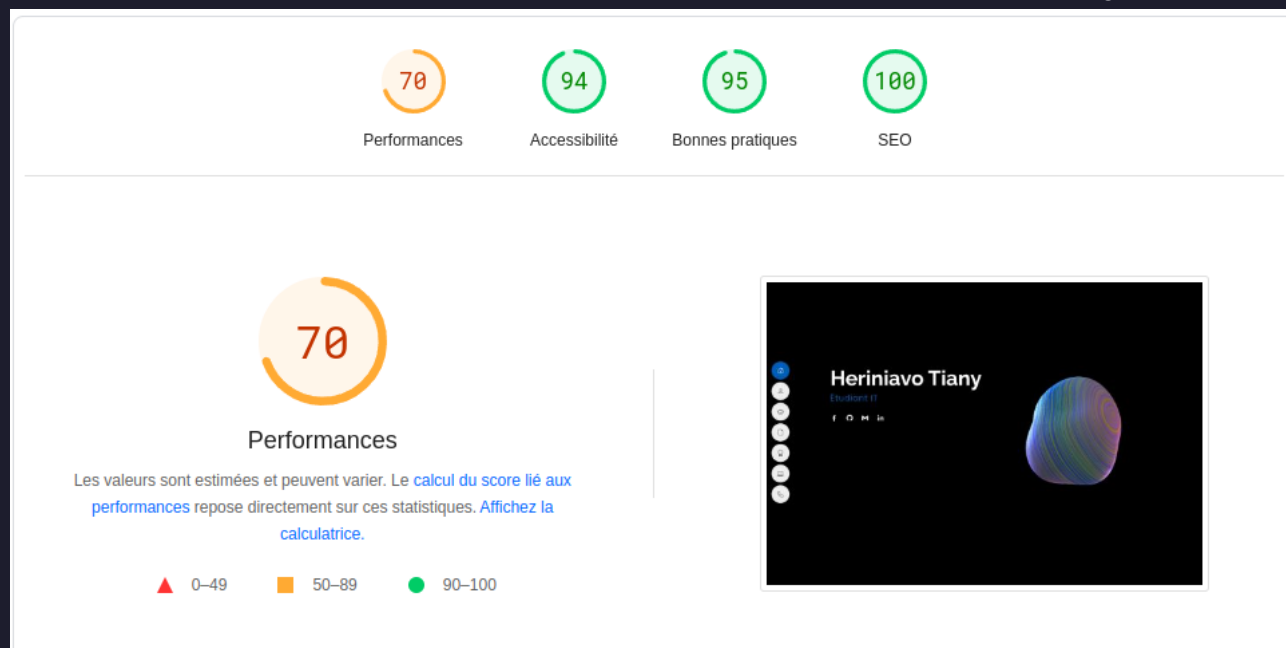 70
94
95
100
Performances
Accessibilité
Bonnes pratiques
SEO
70
Performances
Les valeurs sont estimées et peuvent varier. Le calcul du score lié aux
performances repose directement sur ces statistiques. Affichez la
calculatrice.
0–49
50–89
90–100
Heriniavo Tiany
Etudiant IT